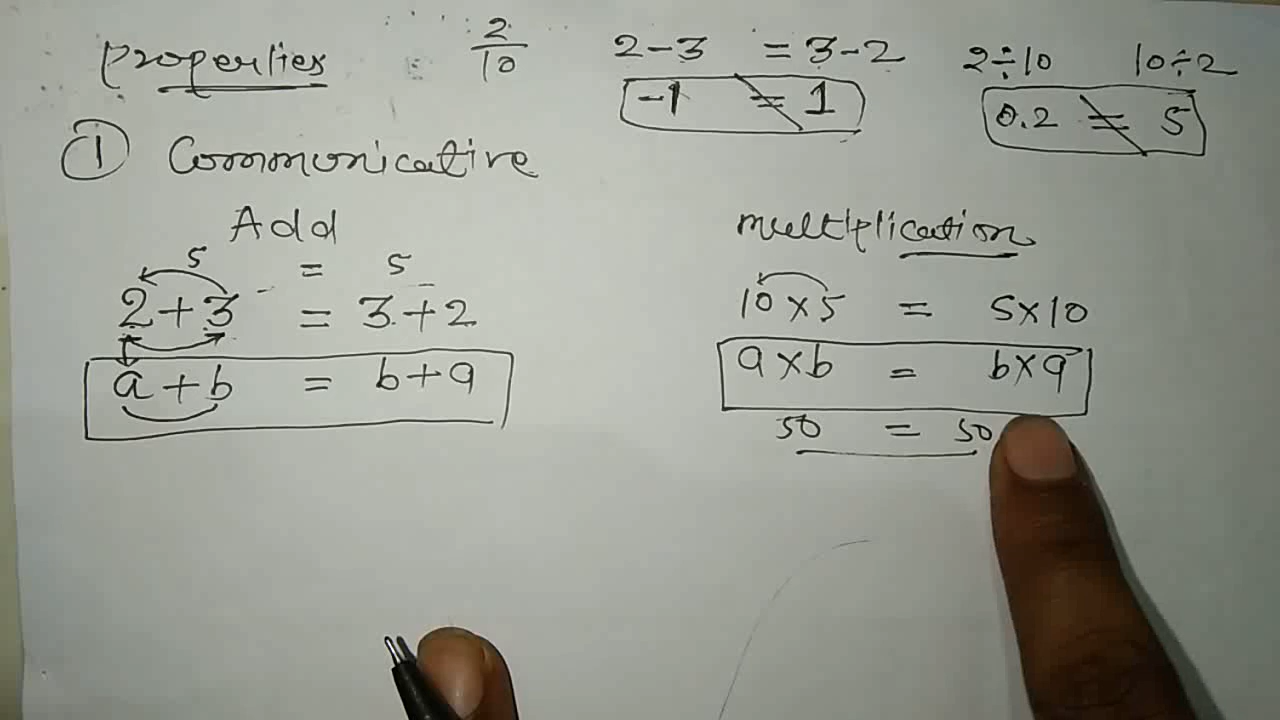 Properties
2/10
2-3 = 3-2
-1 ≠ 1
2÷10 10÷2
0.2 ≠ 5
① Communicative
Add
5 = 5
2+3 = 3+2
a+b = b+a
multiplication
10×5 = 5×10
a×b = b×a
50 = 50